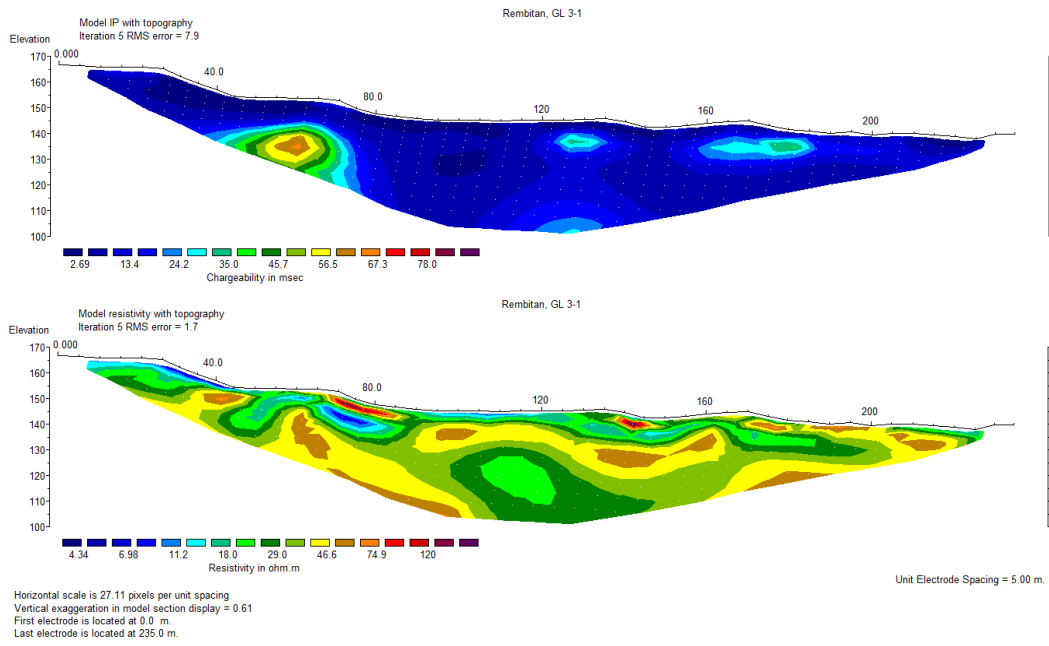 Rembitan, GL 3-1
Model IP with topography
Iteration 5 RMS error = 7.9
Elevation
0.000
40.0
80.0
120
160
200
170
160
150
140
130
120
110
100
2.69 13.4 24.2 35.0 45.7 56.5 67.3 78.0
Chargeability in msec
Rembitan, GL 3-1
Model resistivity with topography
Iteration 5 RMS error = 1.7
Elevation
0.000
40.0
80.0
120
160
200
170
160
150
140
130
120
110
100
4.34 6.98 11.2 18.0 29.0 46.6 74.9 120
Resistivity in ohm.m
Unit Electrode Spacing = 5.00 m.
Horizontal scale is 27.11 pixels per unit spacing
Vertical exaggeration in model section display = 0.61
First electrode is located at 0.0 m.
Last electrode is located at 235.0 m.